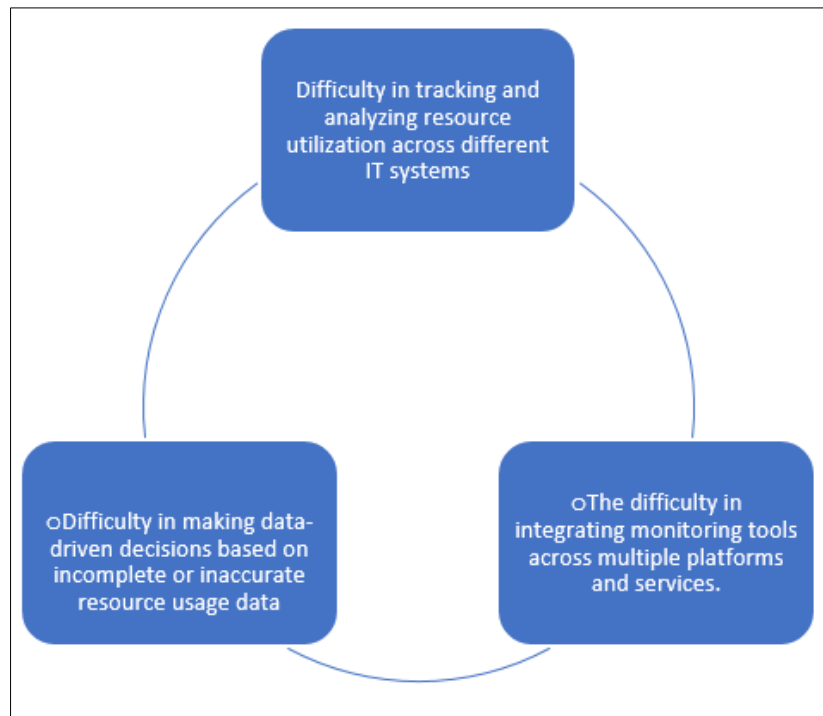 Difficulty in tracking and
analyzing resource
utilization across different
IT systems
oThe difficulty in
integrating monitoring tools
across multiple platforms
and services.
oDifficulty in making data-
driven decisions based on
incomplete or inaccurate
resource usage data